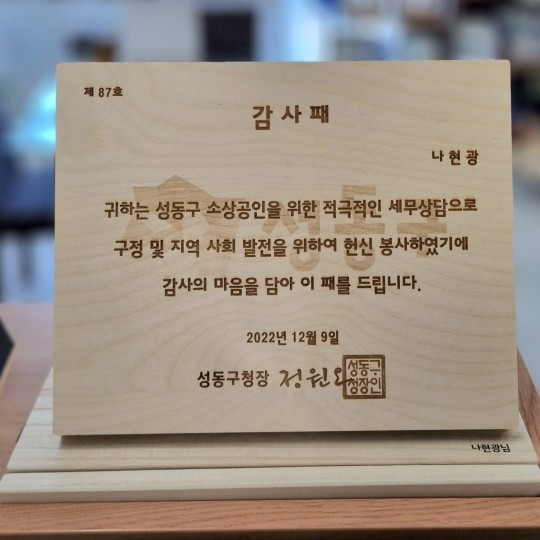 제 87호
감사패
나현광
귀하는 성동구 소상공인을 위한 적극적인 세무상담으로
구정 및 지역 사회 발전을 위하여 헌신 봉사하였기에
감사의 마음을 담아 이 패를 드립니다.
2022년 12월 9일
성동구청장 정원오
성동구
청장인
나현광님
성동구